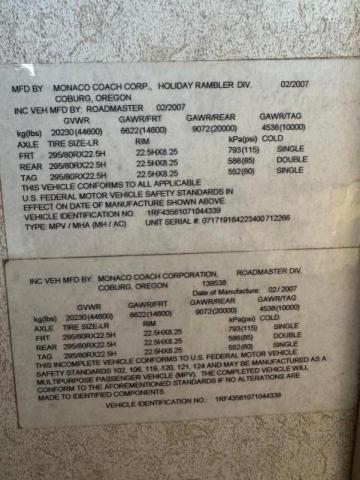 MFD BY MONACO COACH CORP., HOLIDAY RAMBLER DIV. 02/2007
COBURG, OREGON
INC VEH MFD BY: ROADMASTER 02/2007
GVWR GAWR/FRT GAWR/REAR GAWR/TAG
kg(lbs) 20230(44600) 6622(14600) 9072(20000) 4536(10000)
AXLE TIRE SIZE-LR RIM kPa(psi) COLD
FRT 295/80RX22.5H 22.5HX8.25 793(115) SINGLE
REAR 295/80RX22.5H 22.5HX8.25 586(85) DOUBLE
TAG 295/80RX22.5H 22.5HX8.25 552(80) SINGLE
THIS VEHICLE CONFORMS TO ALL APPLICABLE
U.S. FEDERAL MOTOR VEHICLE SAFETY STANDARDS IN
EFFECT ON DATE OF MANUFACTURE SHOWN ABOVE.
VEHICLE IDENTIFICATION NO: 1RF43561071044339
TYPE: MPV / MHA (MH / AC) UNIT SERIAL #: 071719164223400712266
INC VEH MFD BY: MONACO COACH CORPORATION, ROADMASTER DIV.
COBURG, OREGON 139538
Date of Manufacture: 02/2007
GVWR GAWR/FRT GAWR/REAR GAWR/TAG
kg(lbs) 20230(44600) 6622(14600) 9072(20000) 4536(10000)
AXLE TIRE SIZE-LR RIM kPa(psi) COLD
FRT 295/80RX22.5H 22.5HX8.25 793(115) SINGLE
REAR 295/80RX22.5H 22.5HX8.25 586(85) DOUBLE
TAG 295/80RX22.5H 22.5HX8.25 552(80) SINGLE
THIS INCOMPLETE VEHICLE CONFORMS TO U.S. FEDERAL MOTOR VEHICLE
SAFETY STANDARDS 102, 106, 119, 120, 121, 124 AND MAY BE MANUFACTURED AS A
MULTIPURPOSE PASSENGER VEHICLE (MPV). THE COMPLETED VEHICLE WILL
CONFORM TO THE AFOREMENTIONED STANDARDS IF NO ALTERATIONS ARE
MADE TO IDENTIFIED COMPONENTS.
VEHICLE IDENTIFICATION NO.: 1RF43561071044339